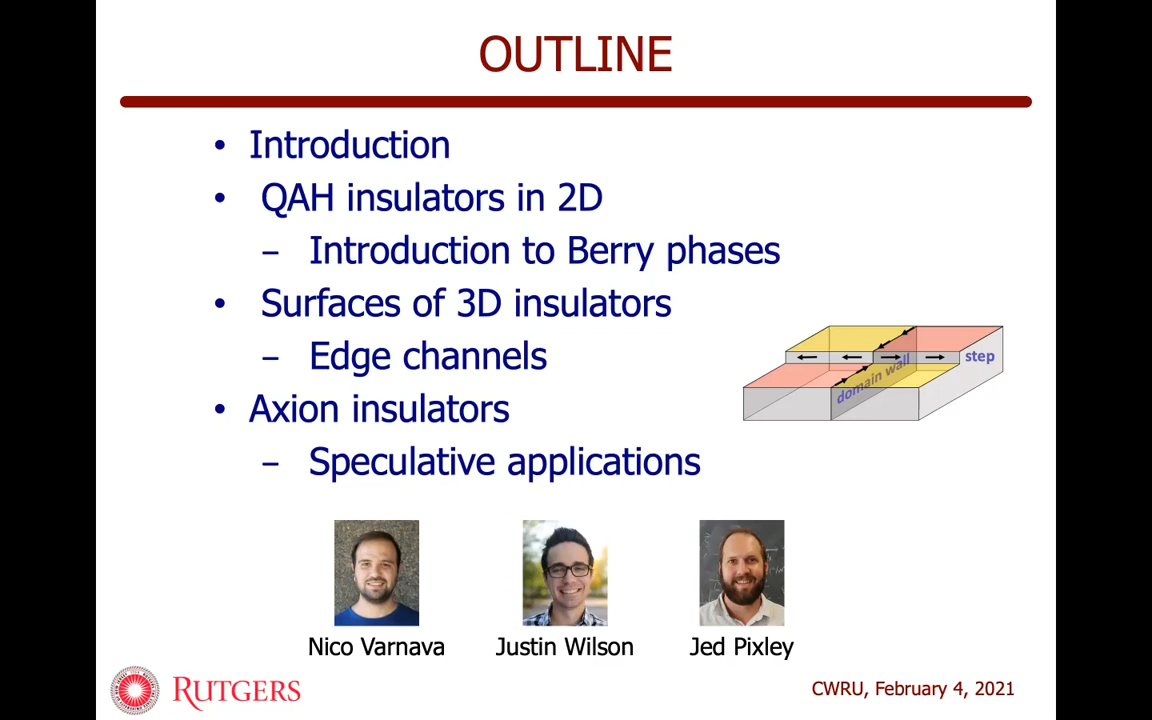 OUTLINE
• Introduction
• QAH insulators in 2D
– Introduction to Berry phases
• Surfaces of 3D insulators
– Edge channels
• Axion insulators
– Speculative applications
step
domain wall
Nico Varnava
Justin Wilson
Jed Pixley
RUTGERS
CWRU, February 4, 2021